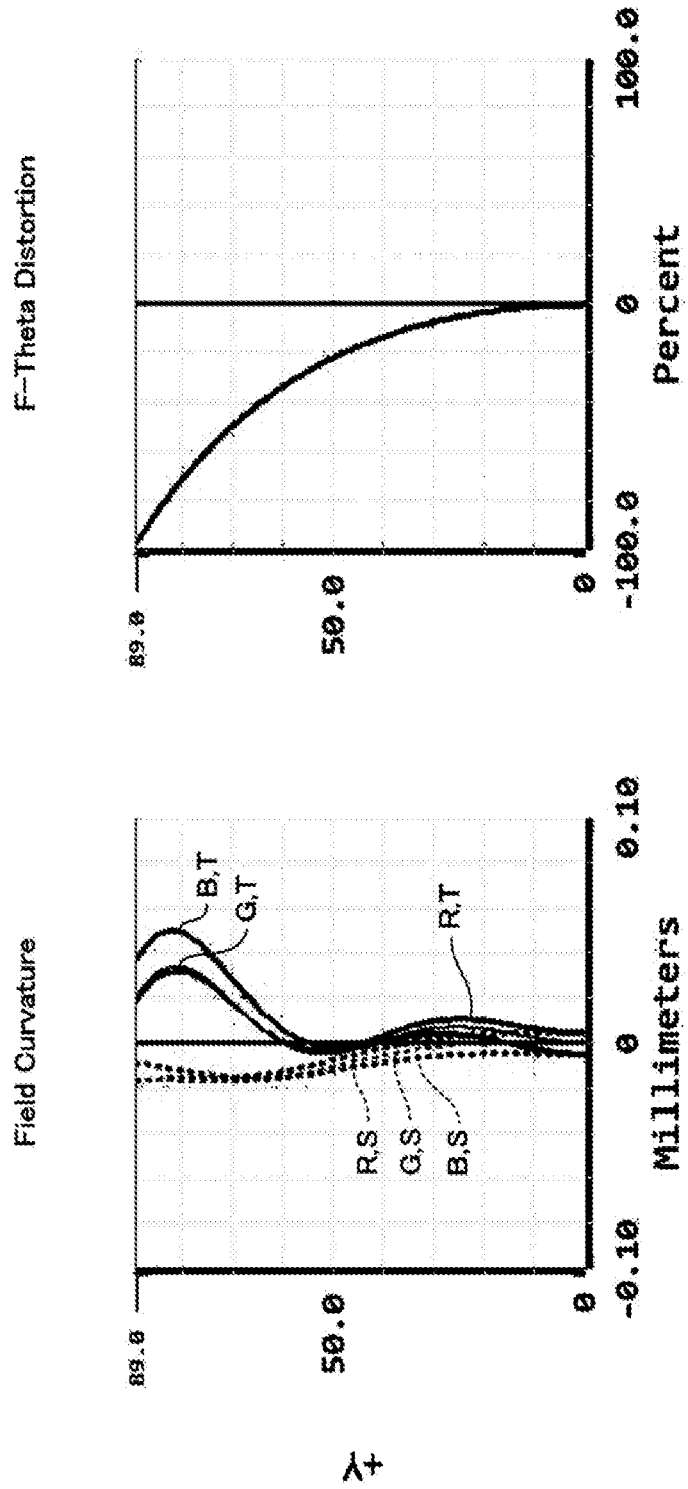 Field Curvature
+Y
89.0
50.0
0
B,T
G,T
R,T
R,S
G,S
B,S
-0.10
0
0.10
Millimeters
F-Theta Distortion
89.0
50.0
0
-100.0
0
100.0
Percent